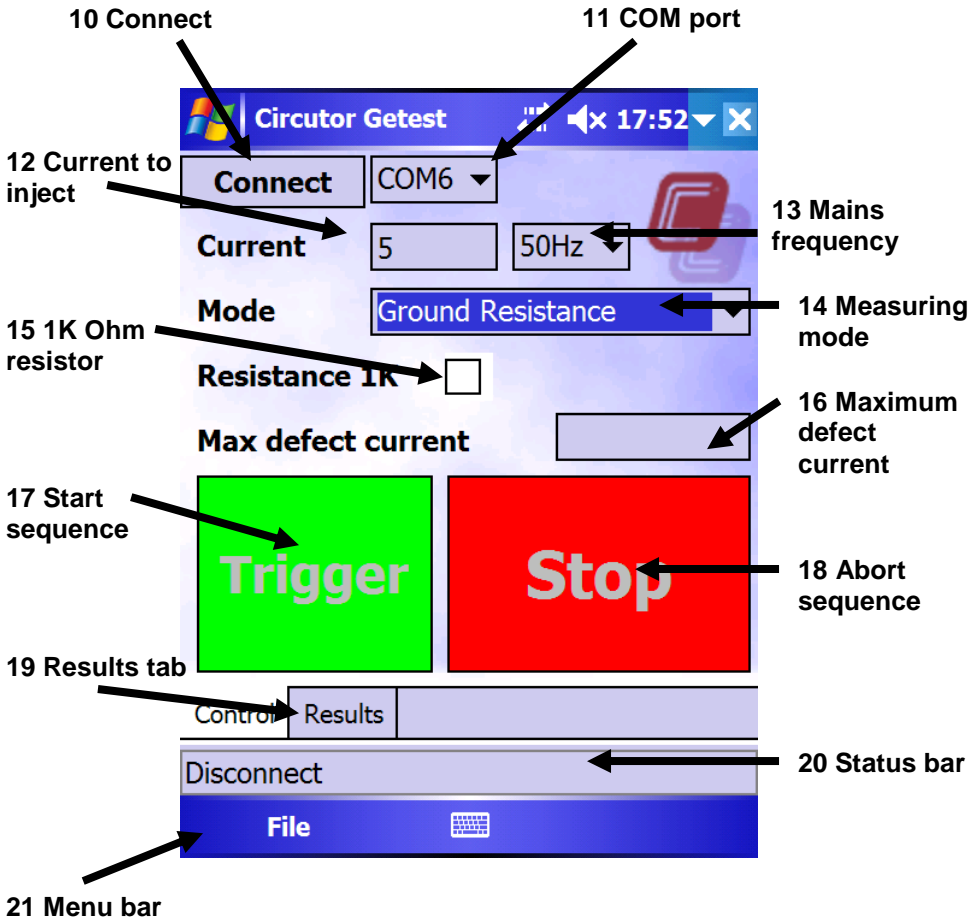 10 Connect
11 COM port
Circutor Getest
17:52
12 Current to
inject
Connect
COM6
13 Mains
frequency
Current
5
50Hz
Mode
Ground Resistance
14 Measuring
mode
15 1K Ohm
resistor
Resistance 1K
16 Maximum
defect
current
Max defect current
17 Start
sequence
Trigger
Stop
18 Abort
sequence
19 Results tab
Control
Results
Disconnect
20 Status bar
File
21 Menu bar